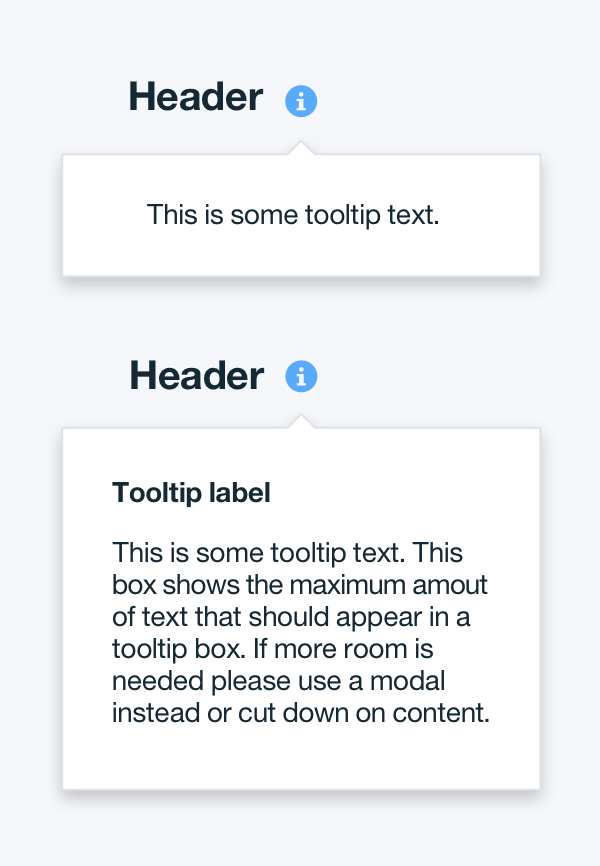 Header
This is some tooltip text.
Header
Tooltip label
This is some tooltip text. This
box shows the maximum amout
of text that should appear in a
tooltip box. If more room is
needed please use a modal
instead or cut down on content.